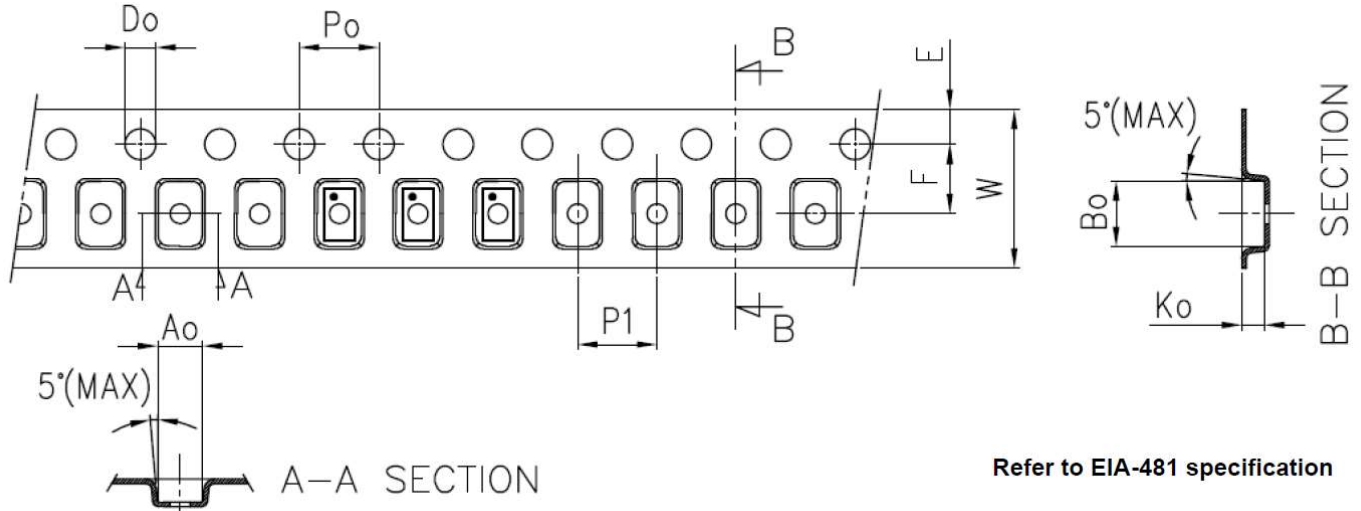 Do
Po
B
E
5°(MAX)
F
W
Bo
B-B SECTION
A
A
Ko
P1
B
Ao
5°(MAX)
A-A SECTION
Refer to EIA-481 specification